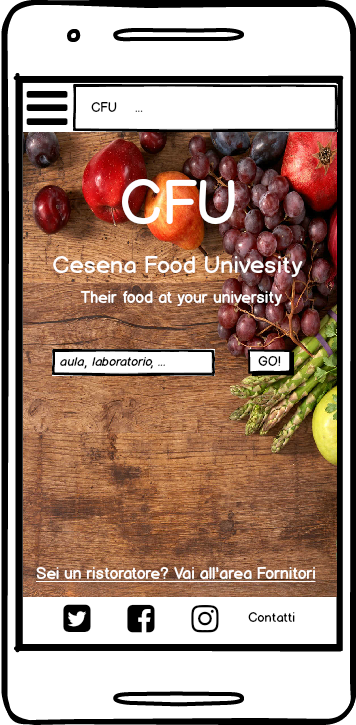 CFU ...
CFU
Cesena Food Univesity
Their food at your university
aula, laboratorio, ... GO!
Sei un ristoratore? Vai all'area Fornitori
Contatti